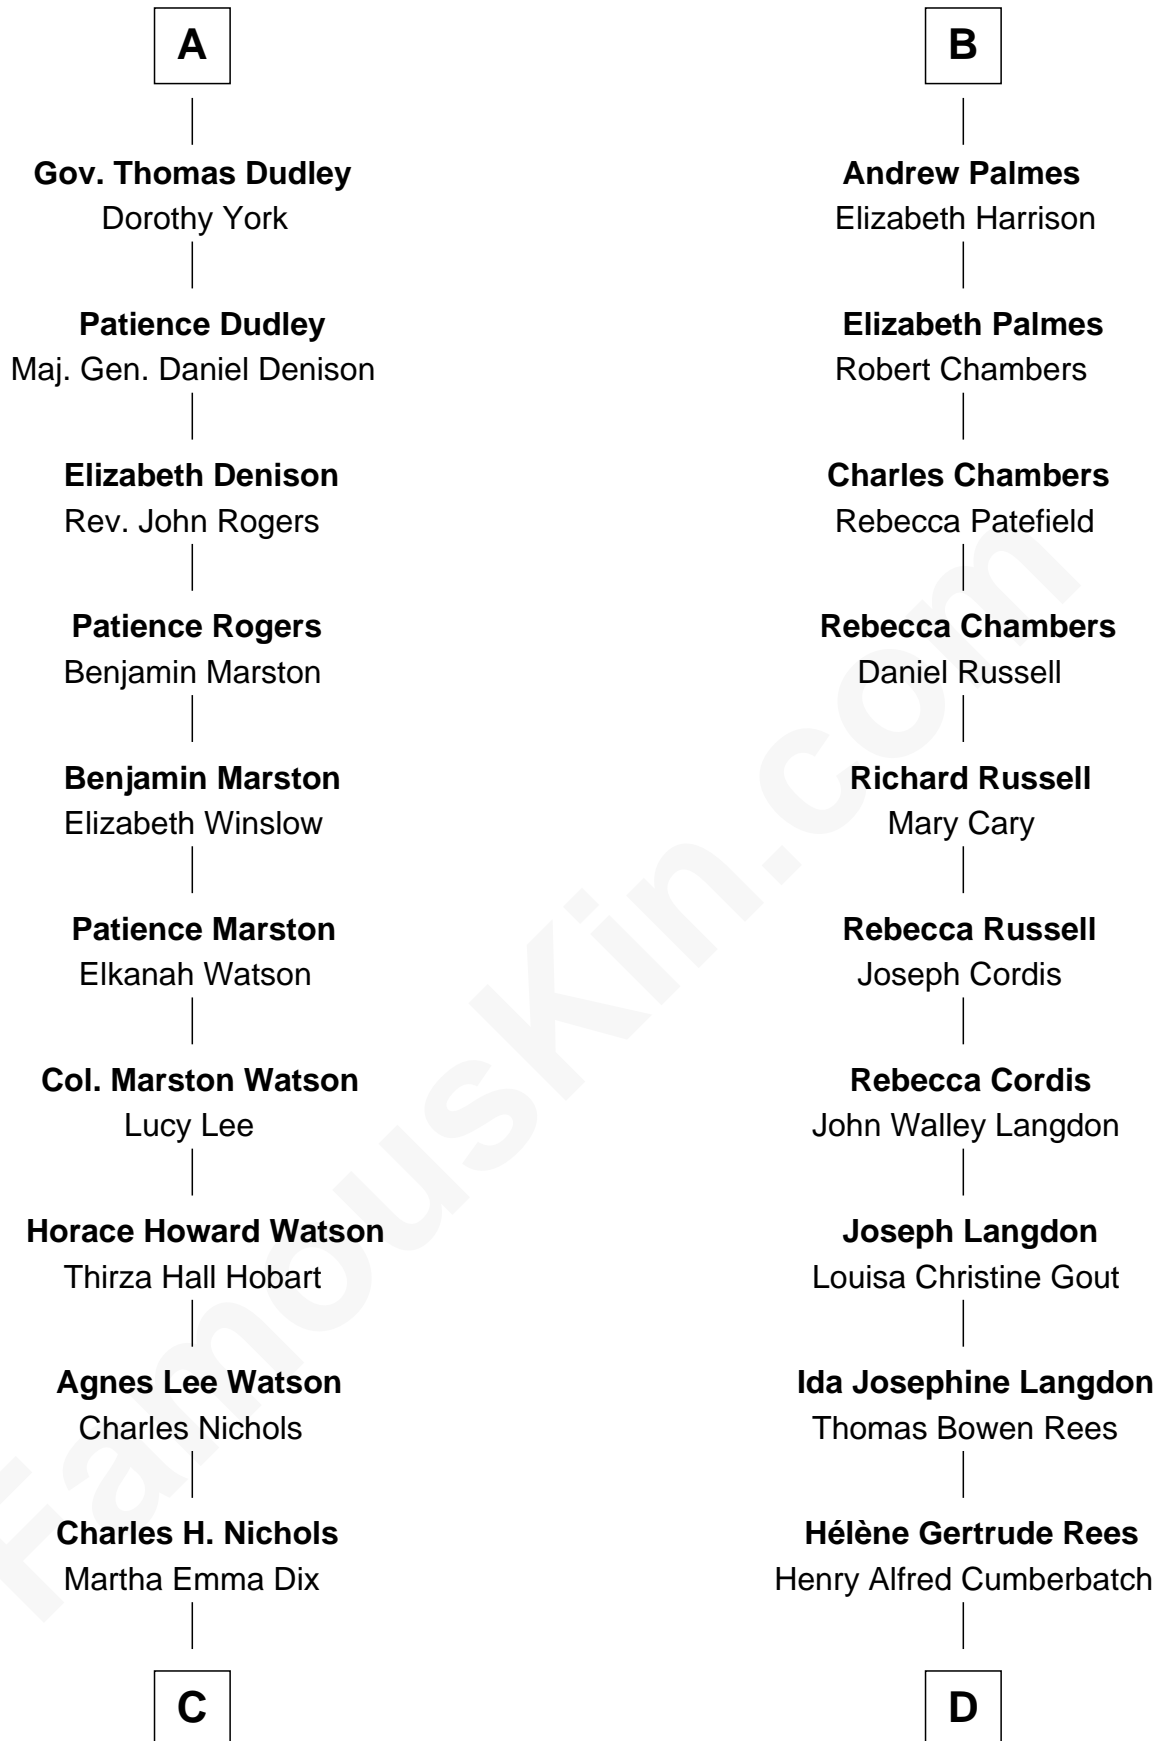 A
Gov. Thomas Dudley
Dorothy York
Patience Dudley
Maj. Gen. Daniel Denison
Elizabeth Denison
Rev. John Rogers
Patience Rogers
Benjamin Marston
Benjamin Marston
Elizabeth Winslow
Patience Marston
Elkanah Watson
Col. Marston Watson
Lucy Lee
Horace Howard Watson
Thirza Hall Hobart
Agnes Lee Watson
Charles Nichols
Charles H. Nichols
Martha Emma Dix
C
B
Andrew Palmes
Elizabeth Harrison
Elizabeth Palmes
Robert Chambers
Charles Chambers
Rebecca Patefield
Rebecca Chambers
Daniel Russell
Richard Russell
Mary Cary
Rebecca Russell
Joseph Cordis
Rebecca Cordis
John Walley Langdon
Joseph Langdon
Louisa Christine Gout
Ida Josephine Langdon
Thomas Bowen Rees
Hélène Gertrude Rees
Henry Alfred Cumberbatch
D
FamousKin.com